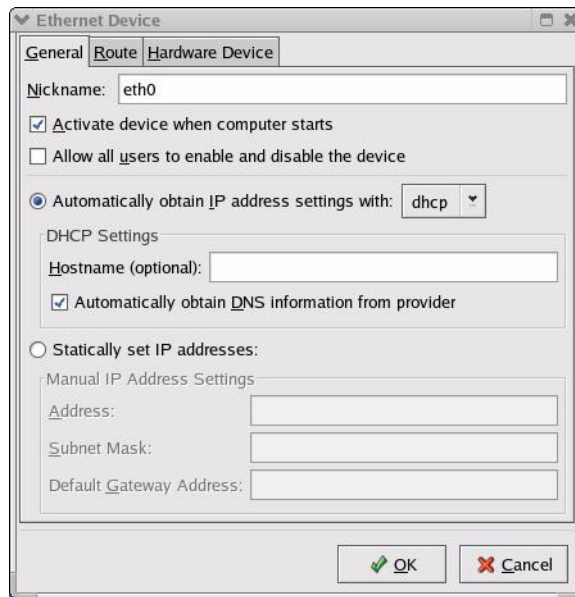 Ethernet Device
General Route Hardware Device
Nickname: eth0
Activate device when computer starts
Allow all users to enable and disable the device
Automatically obtain IP address settings with: dhcp
DHCP Settings
Hostname (optional):
Automatically obtain DNS information from provider
Statically set IP addresses:
Manual IP Address Settings
Address:
Subnet Mask:
Default Gateway Address:
OK Cancel